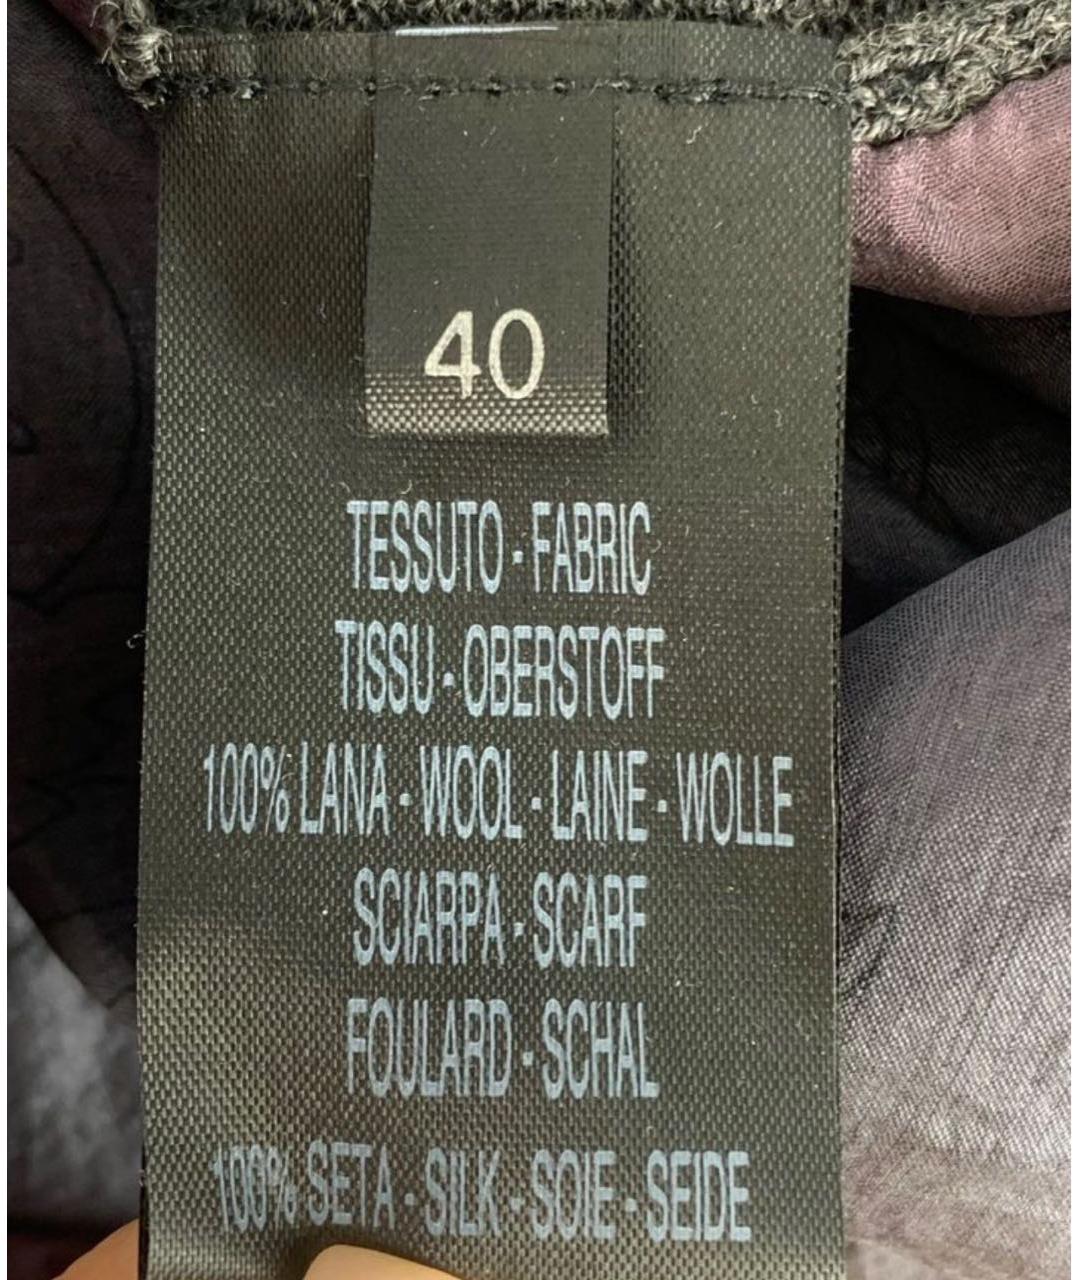 40
TESSUTO - FABRIC
TISSU - OBERSTOFF
100% LANA - WOOL - LAINE - WOLLE
SCIARPA - SCARF
FOULARD - SCHAL
100% SETA - SILK - SOIE - SEIDE